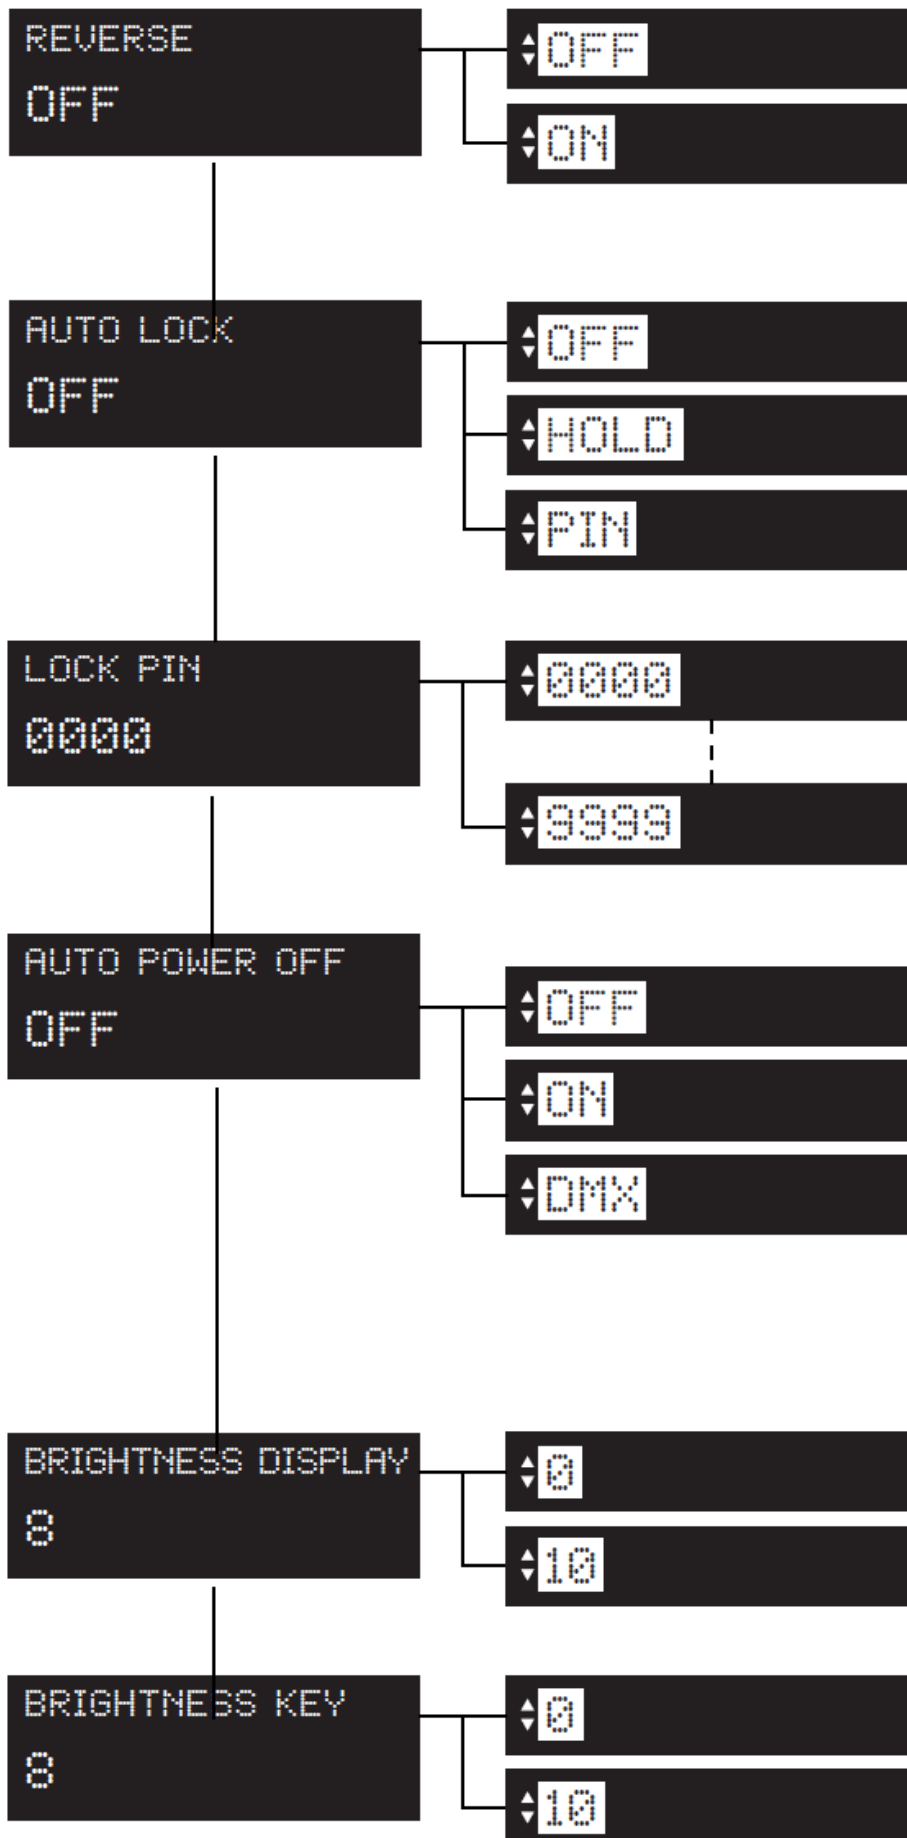 REVERSE
OFF
OFF
ON
AUTO LOCK
OFF
OFF
HOLD
PIN
LOCK PIN
0000
0000
9999
AUTO POWER OFF
OFF
OFF
ON
DMX
BRIGHTNESS DISPLAY
8
0
10
BRIGHTNESS KEY
8
0
10